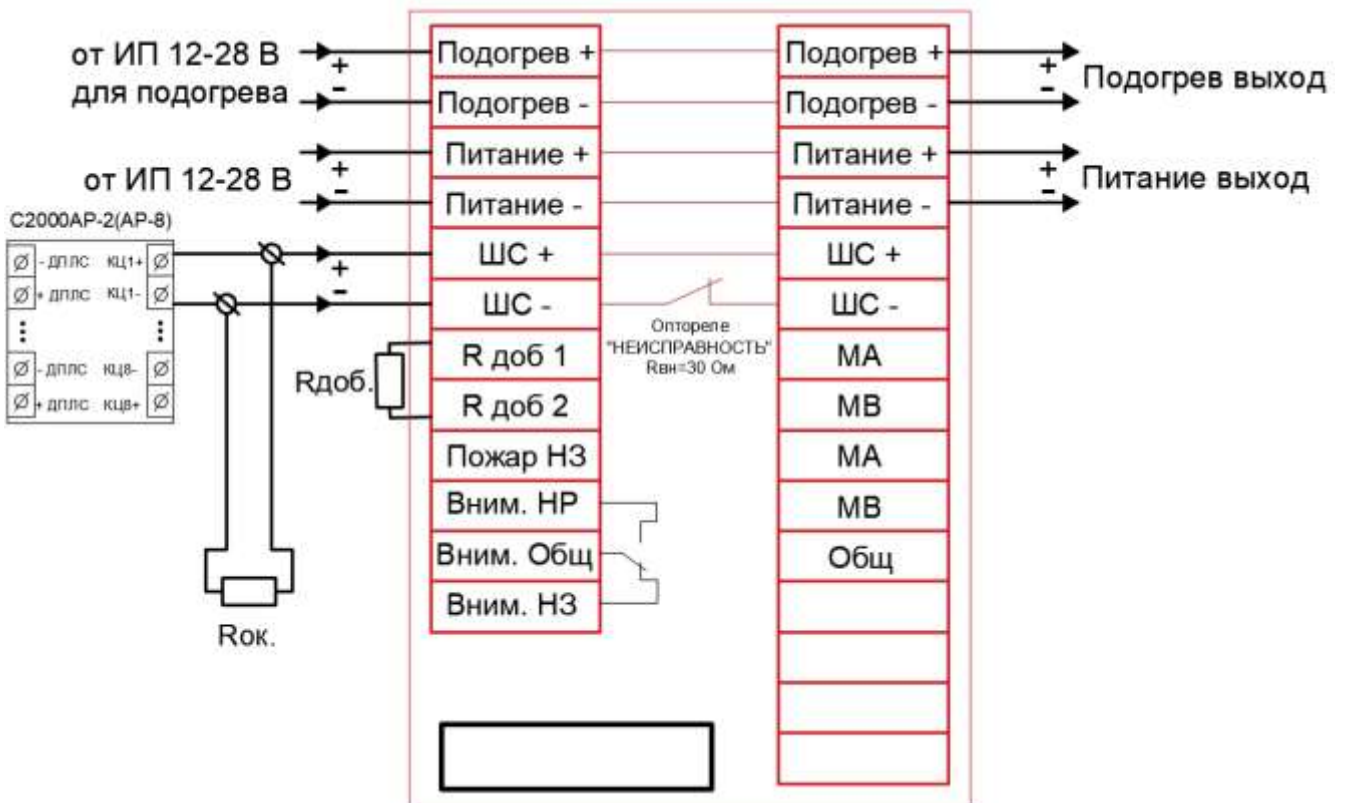 от ИП 12-28 В
для подогрева
+
-
от ИП 12-28 В
+
-
С2000АР-2(АР-8)
- ДПЛС КЦ1+
+ ДПЛС КЦ1-
- ДПЛС КЦ8-
+ ДПЛС КЦ8+
+
-
Rдоб.
Rок.
Подогрев +
Подогрев -
Питание +
Питание -
ШС +
ШС -
R доб 1
R доб 2
Пожар НЗ
Вним. НР
Вним. Общ
Вним. НЗ
Оптореле
"НЕИСПРАВНОСТЬ"
Rвн=30 Ом
Подогрев +
Подогрев -
Питание +
Питание -
ШС +
ШС -
МА
МВ
МА
МВ
Общ
+
-
Подогрев выход
+
-
Питание выход